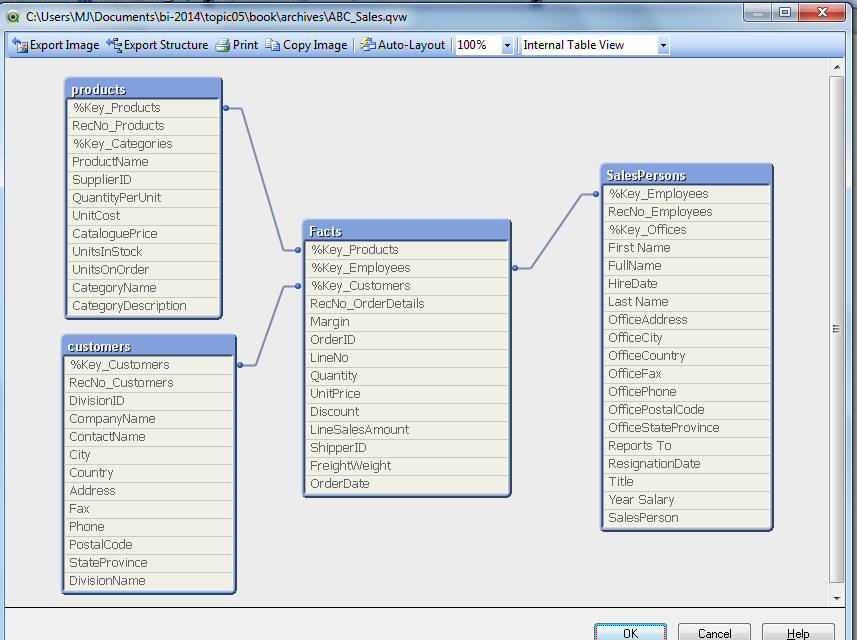 C:\Users\MJ\Documents\bi-2014\topic05\book\archives\ABC_Sales.qvw
Export Image Export Structure Print Copy Image Auto-Layout 100% Internal Table View
products
%Key_Products
RecNo_Products
%Key_Categories
ProductName
SupplierID
QuantityPerUnit
UnitCost
CataloguePrice
UnitsInStock
UnitsOnOrder
CategoryName
CategoryDescription
customers
%Key_Customers
RecNo_Customers
DivisionID
CompanyName
ContactName
City
Country
Address
Fax
Phone
PostalCode
StateProvince
DivisionName
Facts
%Key_Products
%Key_Employees
%Key_Customers
RecNo_OrderDetails
Margin
OrderID
LineNo
Quantity
UnitPrice
Discount
LineSalesAmount
ShipperID
FreightWeight
OrderDate
SalesPersons
%Key_Employees
RecNo_Employees
%Key_Offices
First Name
FullName
HireDate
Last Name
OfficeAddress
OfficeCity
OfficeCountry
OfficeFax
OfficePhone
OfficePostalCode
OfficeStateProvince
Reports To
ResignationDate
Title
Year Salary
SalesPerson
OK Cancel Help